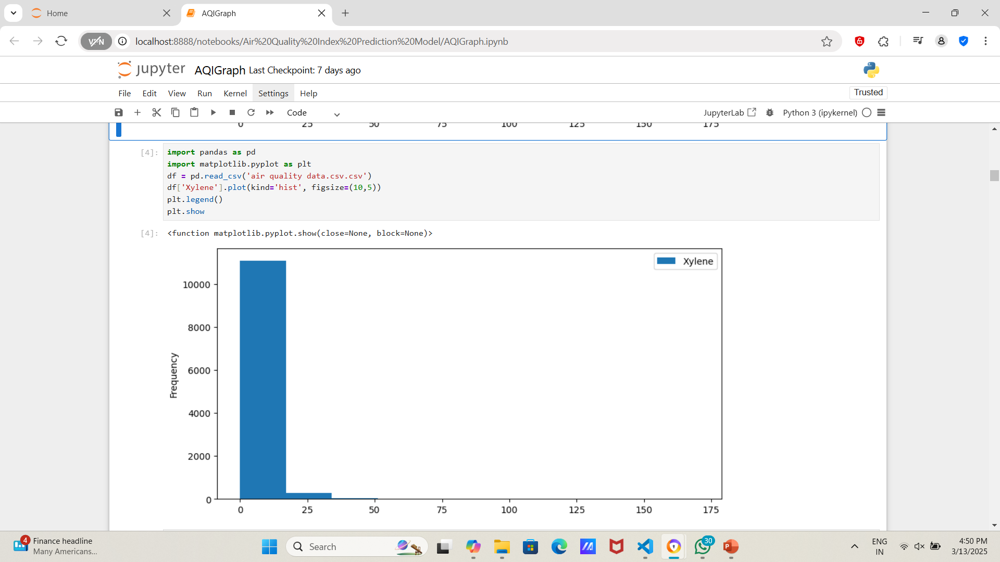 Home
AQIGraph
VPN
localhost:8888/notebooks/Air%20Quality%20Index%20Prediction%20Model/AQIGraph.ipynb
jupyter AQIGraph Last Checkpoint: 7 days ago
File Edit View Run Kernel Settings Help
Trusted
Code
JupyterLab
Python 3 (ipykernel)
0 25 50 75 100 125 150 175
[4]: import pandas as pd
import matplotlib.pyplot as plt
df = pd.read_csv('air quality data.csv.csv')
df['Xylene'].plot(kind='hist', figsize=(10,5))
plt.legend()
plt.show
[4]: <function matplotlib.pyplot.show(close=None, block=None)>
Xylene
10000
8000
6000
4000
2000
0
Frequency
0 25 50 75 100 125 150 175
4
Finance headline
Many Americans...
Search
30
P
ENG
IN
4:50 PM
3/13/2025